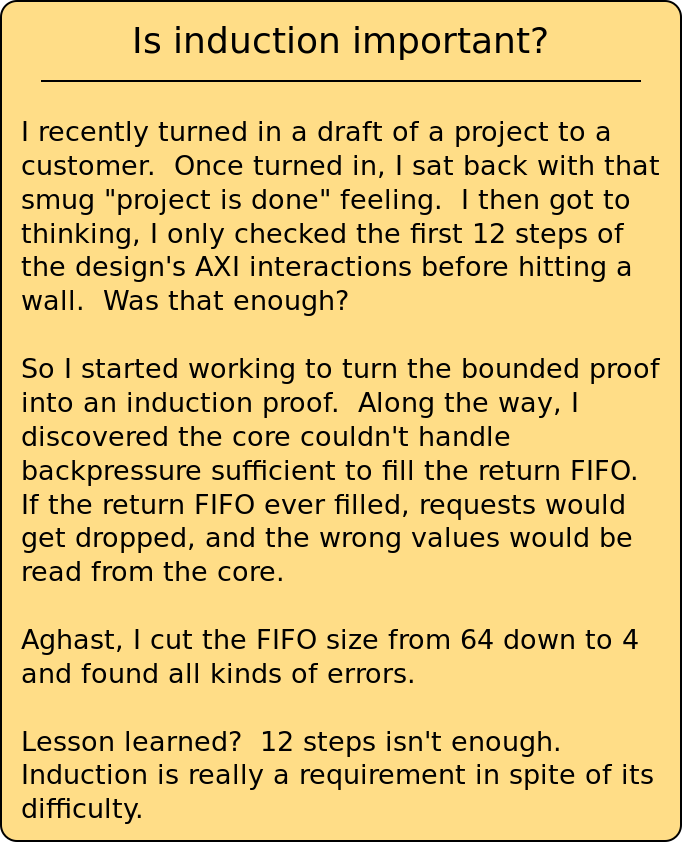 Is induction important?
I recently turned in a draft of a project to a
customer.  Once turned in, I sat back with that
smug "project is done" feeling.  I then got to
thinking, I only checked the first 12 steps of
the design's AXI interactions before hitting a
wall.  Was that enough?
So I started working to turn the bounded proof
into an induction proof.  Along the way, I
discovered the core couldn't handle
backpressure sufficient to fill the return FIFO.
If the return FIFO ever filled, requests would
get dropped, and the wrong values would be
read from the core.
Aghast, I cut the FIFO size from 64 down to 4
and found all kinds of errors.
Lesson learned?  12 steps isn't enough.
Induction is really a requirement in spite of its
difficulty.